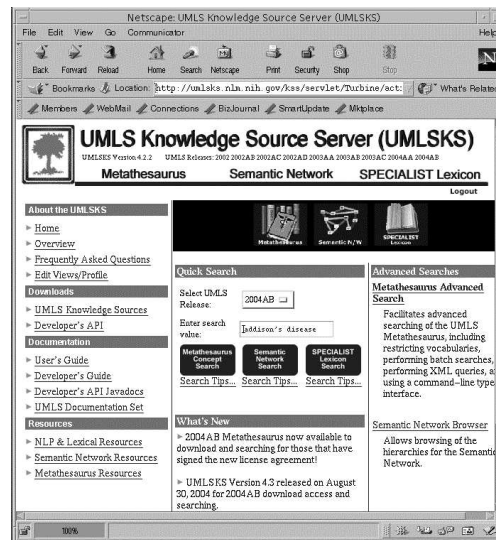 Netscape: UMLS Knowledge Source Server (UMLSKS)
File Edit View Go Communicator Help
Back Forward Reload Home Search Netscape Print Security Shop Stop
N
Bookmarks Location: http://umlsks.nlm.nih.gov/kss/servlet/Turbine/act: What's Relate
Members WebMail Connections BizJournal SmartUpdate Mktplace
UMLS Knowledge Source Server (UMLSKS)
UMLSKS Version 4.2.2 UMLS Releases: 2002 2002AB 2002AC 2002AD 2003AA 2003AB 2003AC 2004AA 2004AB
Metathesaurus Semantic Network SPECIALIST Lexicon
Logout
About the UMLSKS
Home
Overview
Frequently Asked Questions
Edit Views/Profile
Downloads
UMLS Knowledge Sources
Developer's API
Documentation
User's Guide
Developer's Guide
Developer's API Javadocs
UMLS Documentation Set
Resources
NLP & Lexical Resources
Semantic Network Resources
Metathesaurus Resources
Metathesaurus Semantic N/W SPECIALIST
Lexicon
Quick Search
Select UMLS
Release: 2004AB
Enter search
value: addison's disease
Metathesaurus
Concept
Search
Semantic
Network
Search
SPECIALIST
Lexicon
Search
Search Tips... Search Tips... Search Tips...
What's New
2004AB Metathesaurus now available to
download and searching for those that have
signed the new license agreement!
UMLSKS Version 4.3 released on August
30, 2004 for 2004AB download access and
searching.
Advanced Searches
Metathesaurus Advanced
Search
Facilitates advanced
searching of the UMLS
Metathesaurus, including
restricting vocabularies,
performing batch searches,
performing XML queries, a
using a command-line type
interface.
Semantic Network Browser
Allows browsing of the
hierarchies for the Semantic
Network.
100%